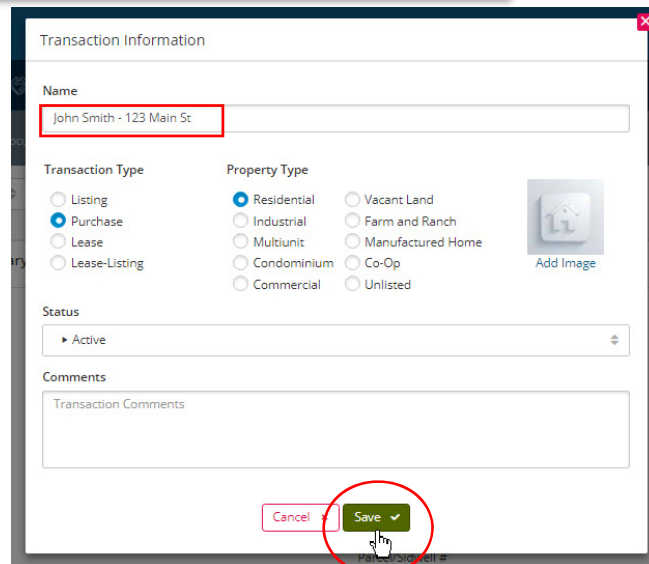 Transaction Information
Name
John Smith - 123 Main St
Transaction Type
Property Type
Listing
Purchase
Lease
Lease-Listing
Residential
Industrial
Multiunit
Condominium
Commercial
Vacant Land
Farm and Ranch
Manufactured Home
Co-Op
Unlisted
Add Image
Status
Active
Comments
Transaction Comments
Cancel
Save
Parcel/Sidwell #